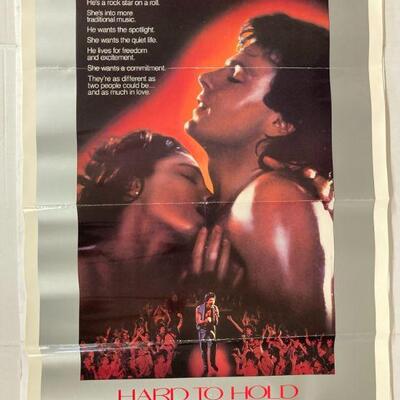 He's a rock star on a roll.
She's into more
traditional music.
He wants the spotlight.
She wants the quiet life.
He lives for freedom
and excitement.
She wants a commitment.
They're as different as
two people could be...
and as much in love.
HARD TO HOLD